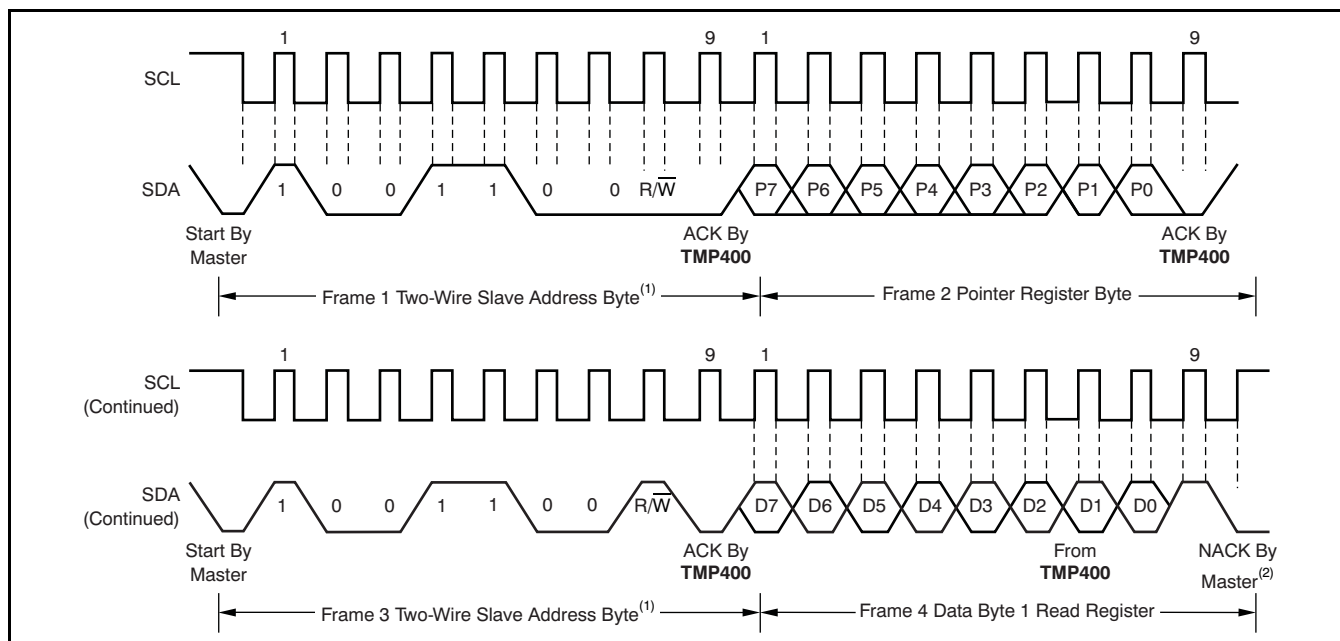 1 9 1 9
SCL
SDA 1 0 0 1 1 0 0 R/W̅ P7 P6 P5 P4 P3 P2 P1 P0
Start By
Master
ACK By
TMP400
ACK By
TMP400
Frame 1 Two-Wire Slave Address Byte(1)
Frame 2 Pointer Register Byte
1 9 1 9
SCL
(Continued)
SDA
(Continued)
1 0 0 1 1 0 0 R/W̅ D7 D6 D5 D4 D3 D2 D1 D0
Start By
Master
ACK By
TMP400
From
TMP400
NACK By
Master(2)
Frame 3 Two-Wire Slave Address Byte(1)
Frame 4 Data Byte 1 Read Register